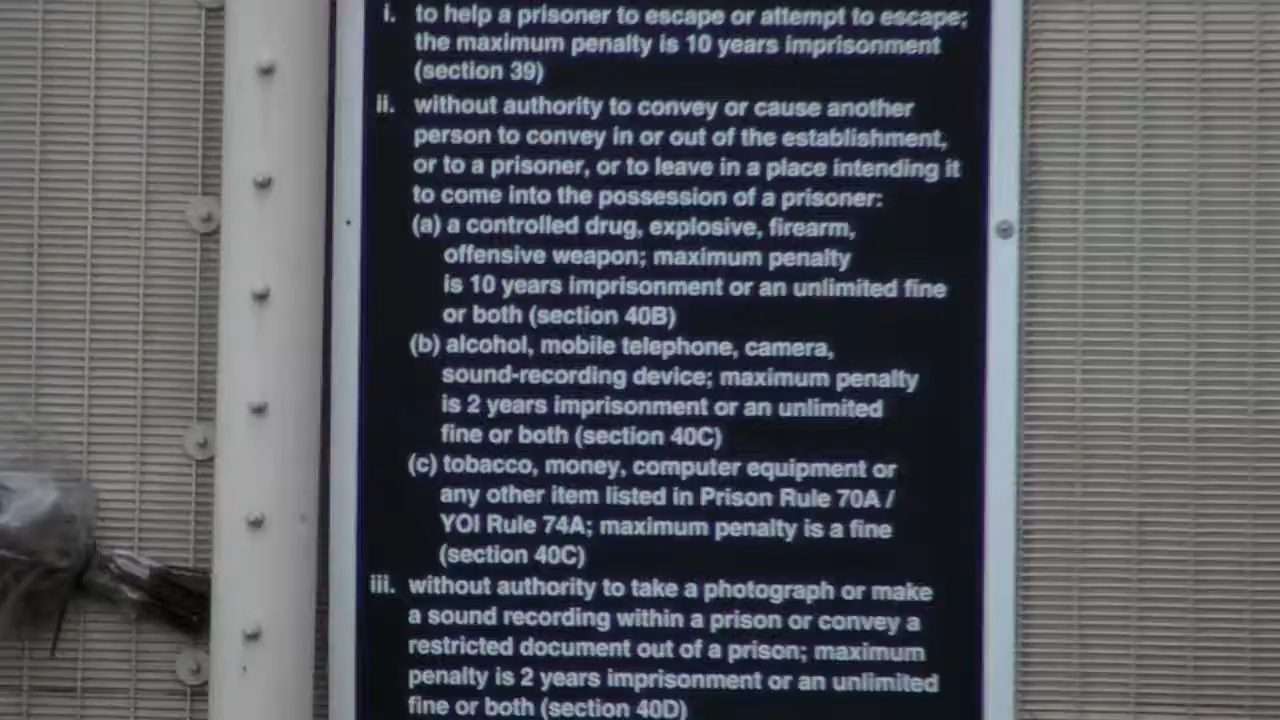 i. to help a prisoner to escape or attempt to escape;
the maximum penalty is 10 years imprisonment
(section 39)
ii. without authority to convey or cause another
person to convey in or out of the establishment,
or to a prisoner, or to leave in a place intending it
to come into the possession of a prisoner:
(a) a controlled drug, explosive, firearm,
offensive weapon; maximum penalty
is 10 years imprisonment or an unlimited fine
or both (section 40B)
(b) alcohol, mobile telephone, camera,
sound-recording device; maximum penalty
is 2 years imprisonment or an unlimited
fine or both (section 40C)
(c) tobacco, money, computer equipment or
any other item listed in Prison Rule 70A /
YOI Rule 74A; maximum penalty is a fine
(section 40C)
iii. without authority to take a photograph or make
a sound recording within a prison or convey a
restricted document out of a prison; maximum
penalty is 2 years imprisonment or an unlimited
fine or both (section 40D)